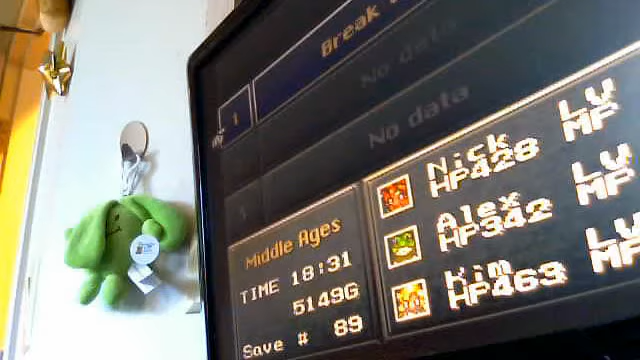 Break
No data
No data
1
Nick LV
HP428 MP
Alex LV
HP342 MP
Kim LV
HP463 MP
Middle Ages
TIME 18:31
5149G
Save # 89